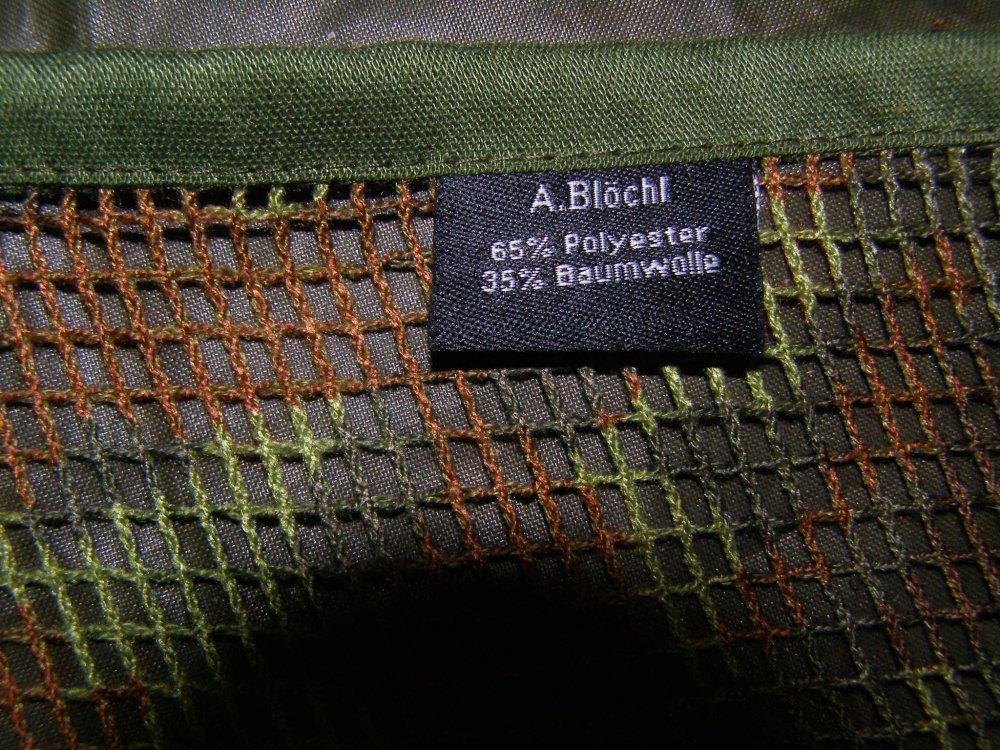 A.Blöchl
65% Polyester
35% Baumwolle